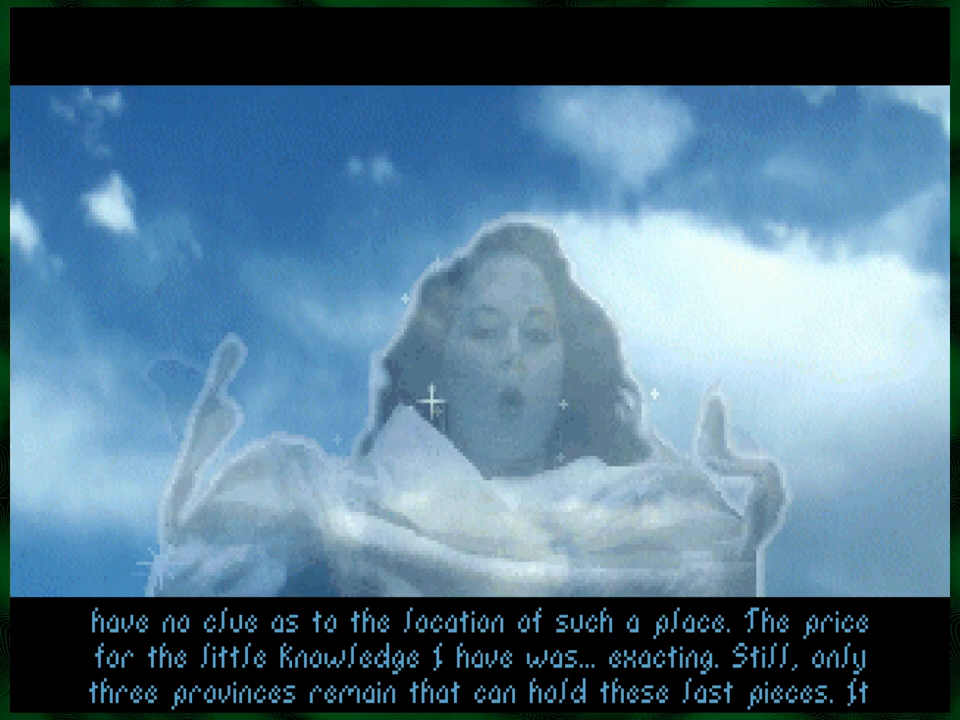 have no clue as to the location of such a place. The price
for the little knowledge I have was... exacting. Still, only
three provinces remain that can hold these last pieces. It